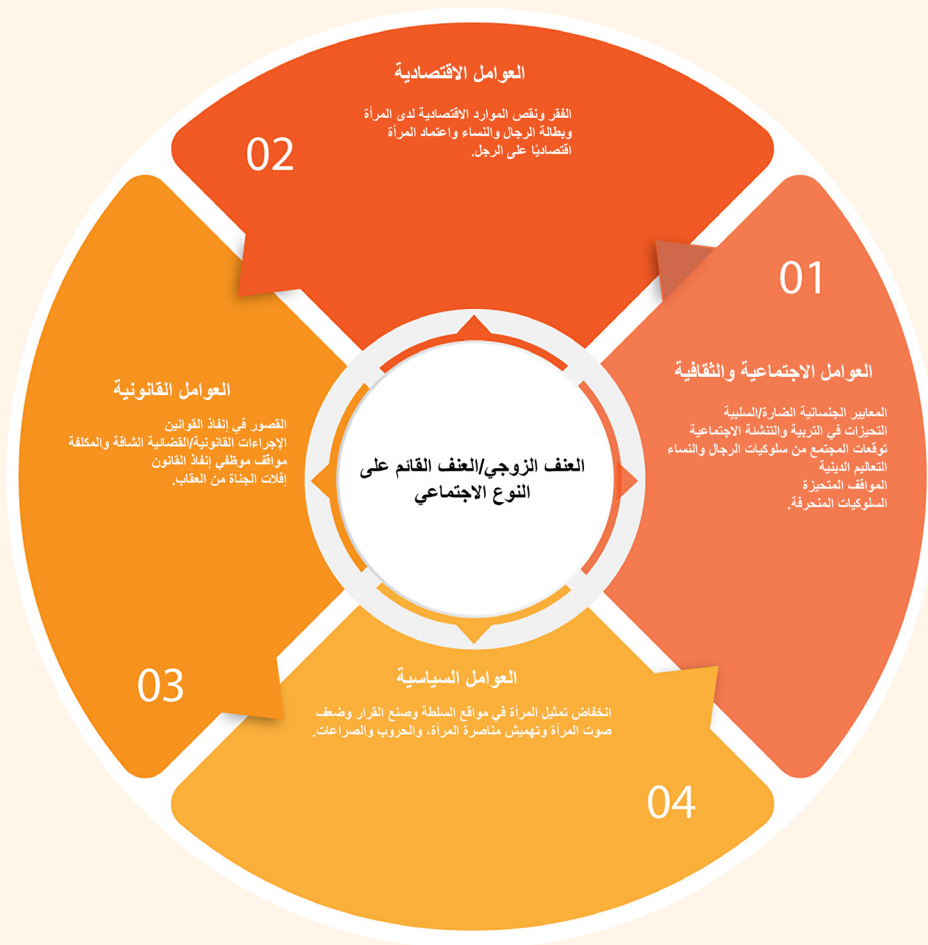 العوامل الاقتصادية
الفقر ونقص الموارد الاقتصادية لدى المرأة
وبطالة الرجال والنساء واعتماد المرأة
اقتصاديًا على الرجل.
02
01
العوامل الاجتماعية والثقافية
المعايير الجنسانية الضارة/السلبية
التحيزات في التربية والتنشئة الاجتماعية
توقعات المجتمع من سلوكيات الرجال والنساء
التعاليم الدينية
المواقف المتحيزة
السلوكيات المنحرفة.
العوامل القانونية
القصور في إنفاذ القوانين
الإجراءات القانونية/القضائية الشاقة والمكلفة
مواقف موظفي إنفاذ القانون
إفلات الجناة من العقاب.
03
العنف الزوجي/العنف القائم على
النوع الاجتماعي
العوامل السياسية
انخفاض تمثيل المرأة في مواقع السلطة وصنع القرار وضعف
صوت المرأة وتهميش مناصرة المرأة، والحروب والصراعات.
04